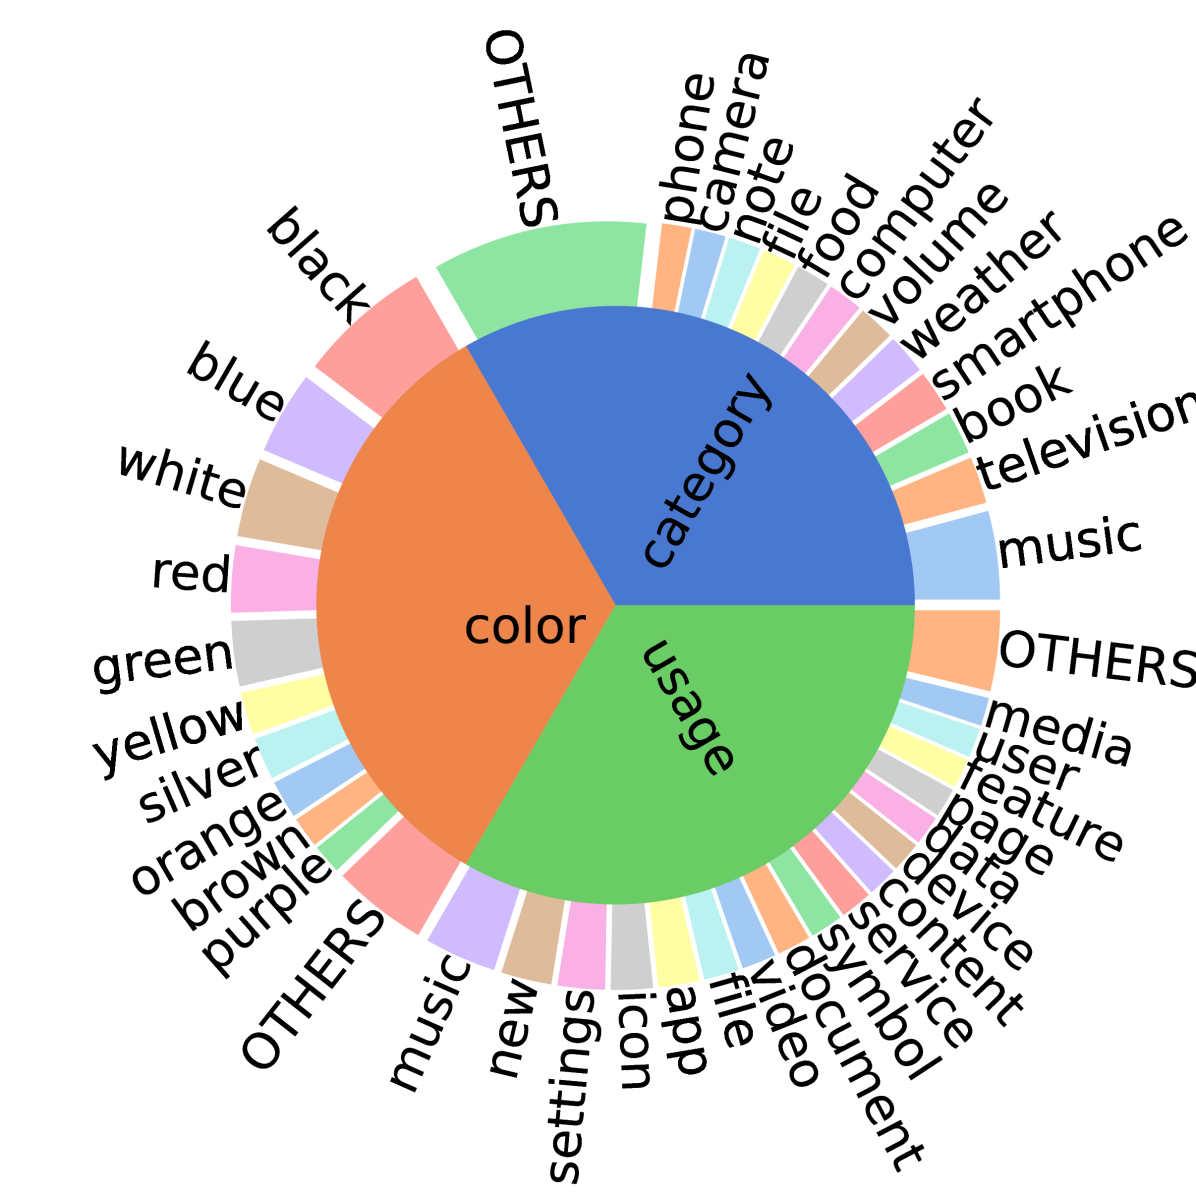 category
music
television
book
smartphone
weather
volume
computer
food
file
note
camera
phone
OTHERS
color
black
blue
white
red
green
yellow
silver
orange
brown
purple
OTHERS
usage
music
new
settings
icon
app
file
video
document
symbol
service
content
device
data
page
feature
user
media
OTHERS